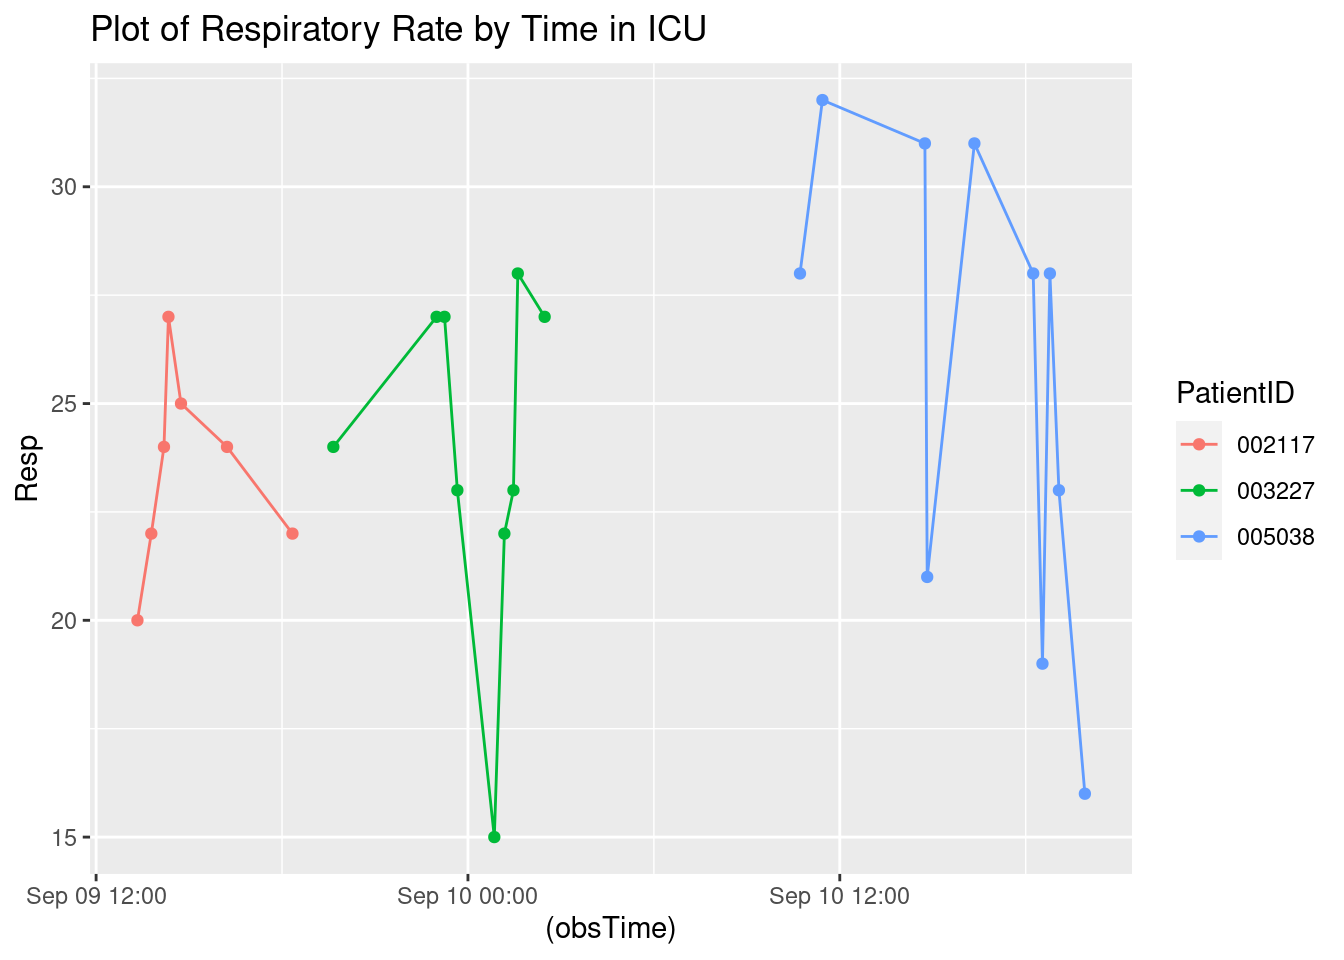 Plot of Respiratory Rate by Time in ICU
30
25
20
15
Resp
Sep 09 12:00
Sep 10 00:00
Sep 10 12:00
(obsTime)
PatientID
002117
003227
005038